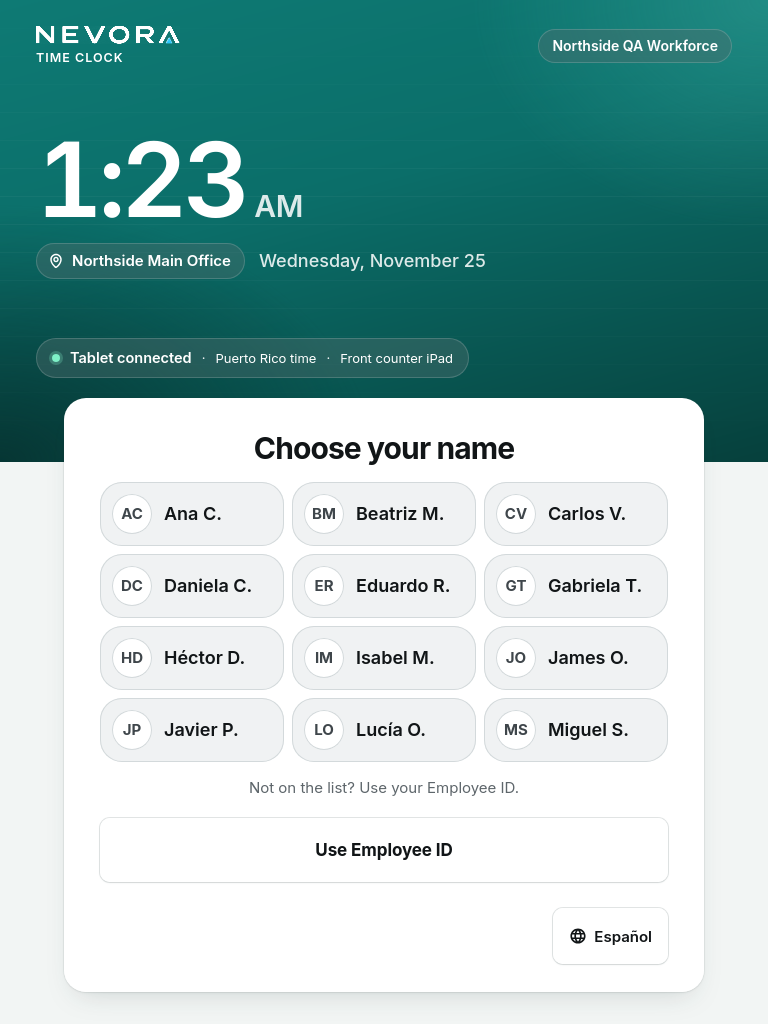 NEVORA
TIME CLOCK
Northside QA Workforce
1:23 AM
Northside Main Office
Wednesday, November 25
Tablet connected · Puerto Rico time · Front counter iPad
Choose your name
AC Ana C.
BM Beatriz M.
CV Carlos V.
DC Daniela C.
ER Eduardo R.
GT Gabriela T.
HD Héctor D.
IM Isabel M.
JO James O.
JP Javier P.
LO Lucía O.
MS Miguel S.
Not on the list? Use your Employee ID.
Use Employee ID
Español